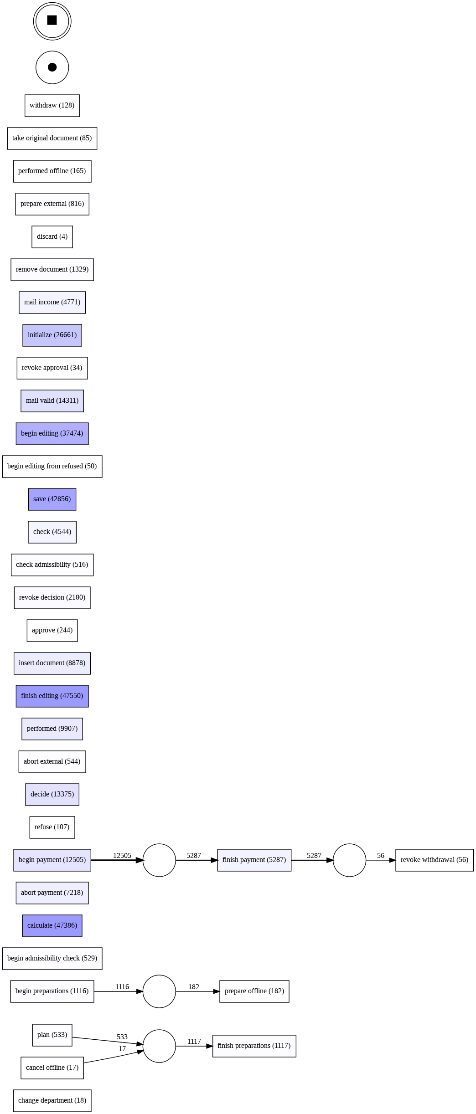 withdraw (128)
take original document (85)
performed offline (165)
prepare external (816)
discard (4)
remove document (1329)
mail income (4771)
initialize (26661)
revoke approval (34)
mail valid (14311)
begin editing (37474)
begin editing from refused (50)
save (42856)
check (4544)
check admissibility (516)
revoke decision (2100)
approve (244)
insert document (8878)
finish editing (47550)
performed (9907)
abort external (544)
decide (13375)
refuse (107)
begin payment (12505) 12505 5287 finish payment (5287) 5287 56 revoke withdrawal (56)
abort payment (7218)
calculate (47386)
begin admissibility check (529)
begin preparations (1116) 1116 182 prepare offline (182)
plan (533) 533
cancel offline (17) 17 1117 finish preparations (1117)
change department (18)